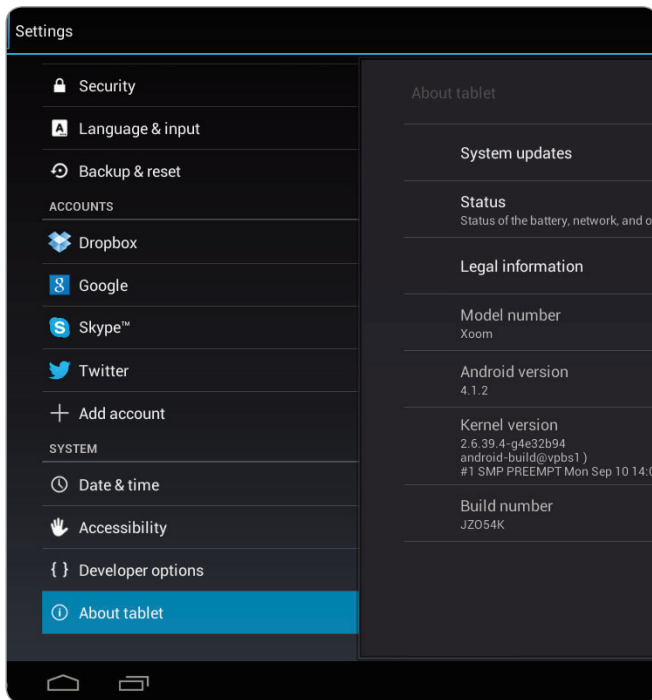 Settings
Security
Language & input
Backup & reset
ACCOUNTS
Dropbox
Google
Skype™
Twitter
Add account
SYSTEM
Date & time
Accessibility
{ } Developer options
About tablet
About tablet
System updates
Status
Status of the battery, network, and o
Legal information
Model number
Xoom
Android version
4.1.2
Kernel version
2.6.39.4-g4e32b94
android-build@vpbs1 )
#1 SMP PREEMPT Mon Sep 10 14:0
Build number
JZO54K